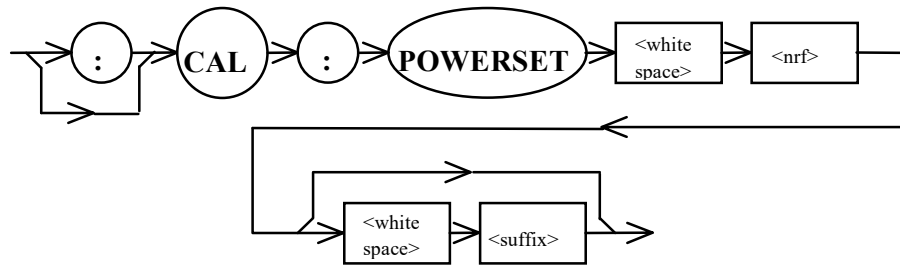 : CAL : POWERSET <white space> <nrf>
<white space> <suffix>